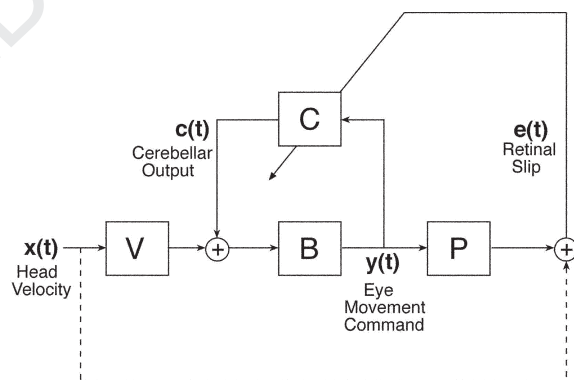 C
c(t)
Cerebellar
Output
e(t)
Retinal
Slip
x(t)
Head
Velocity
V
+
B
y(t)
Eye
Movement
Command
P
+